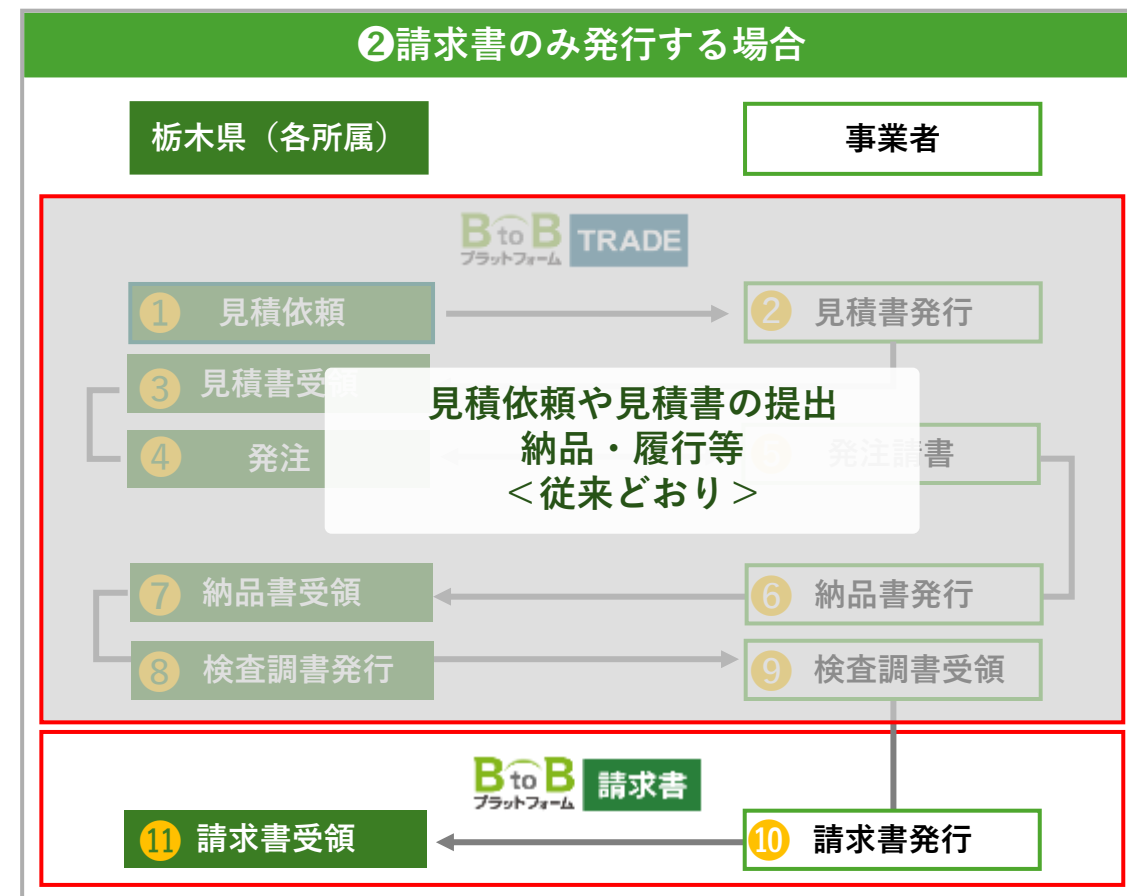 ❷請求書のみ発行する場合
栃木県（各所属）
事業者
BtoB
プラットフォーム
TRADE
① 見積依頼
② 見積書発行
③ 見積書受領
④ 発注
発注請書
見積依頼や見積書の提出
納品・履行等
＜従来どおり＞
⑦ 納品書受領
⑥ 納品書発行
⑧ 検査調書発行
⑨ 検査調書受領
BtoB
プラットフォーム
請求書
⑪ 請求書受領
⑩ 請求書発行